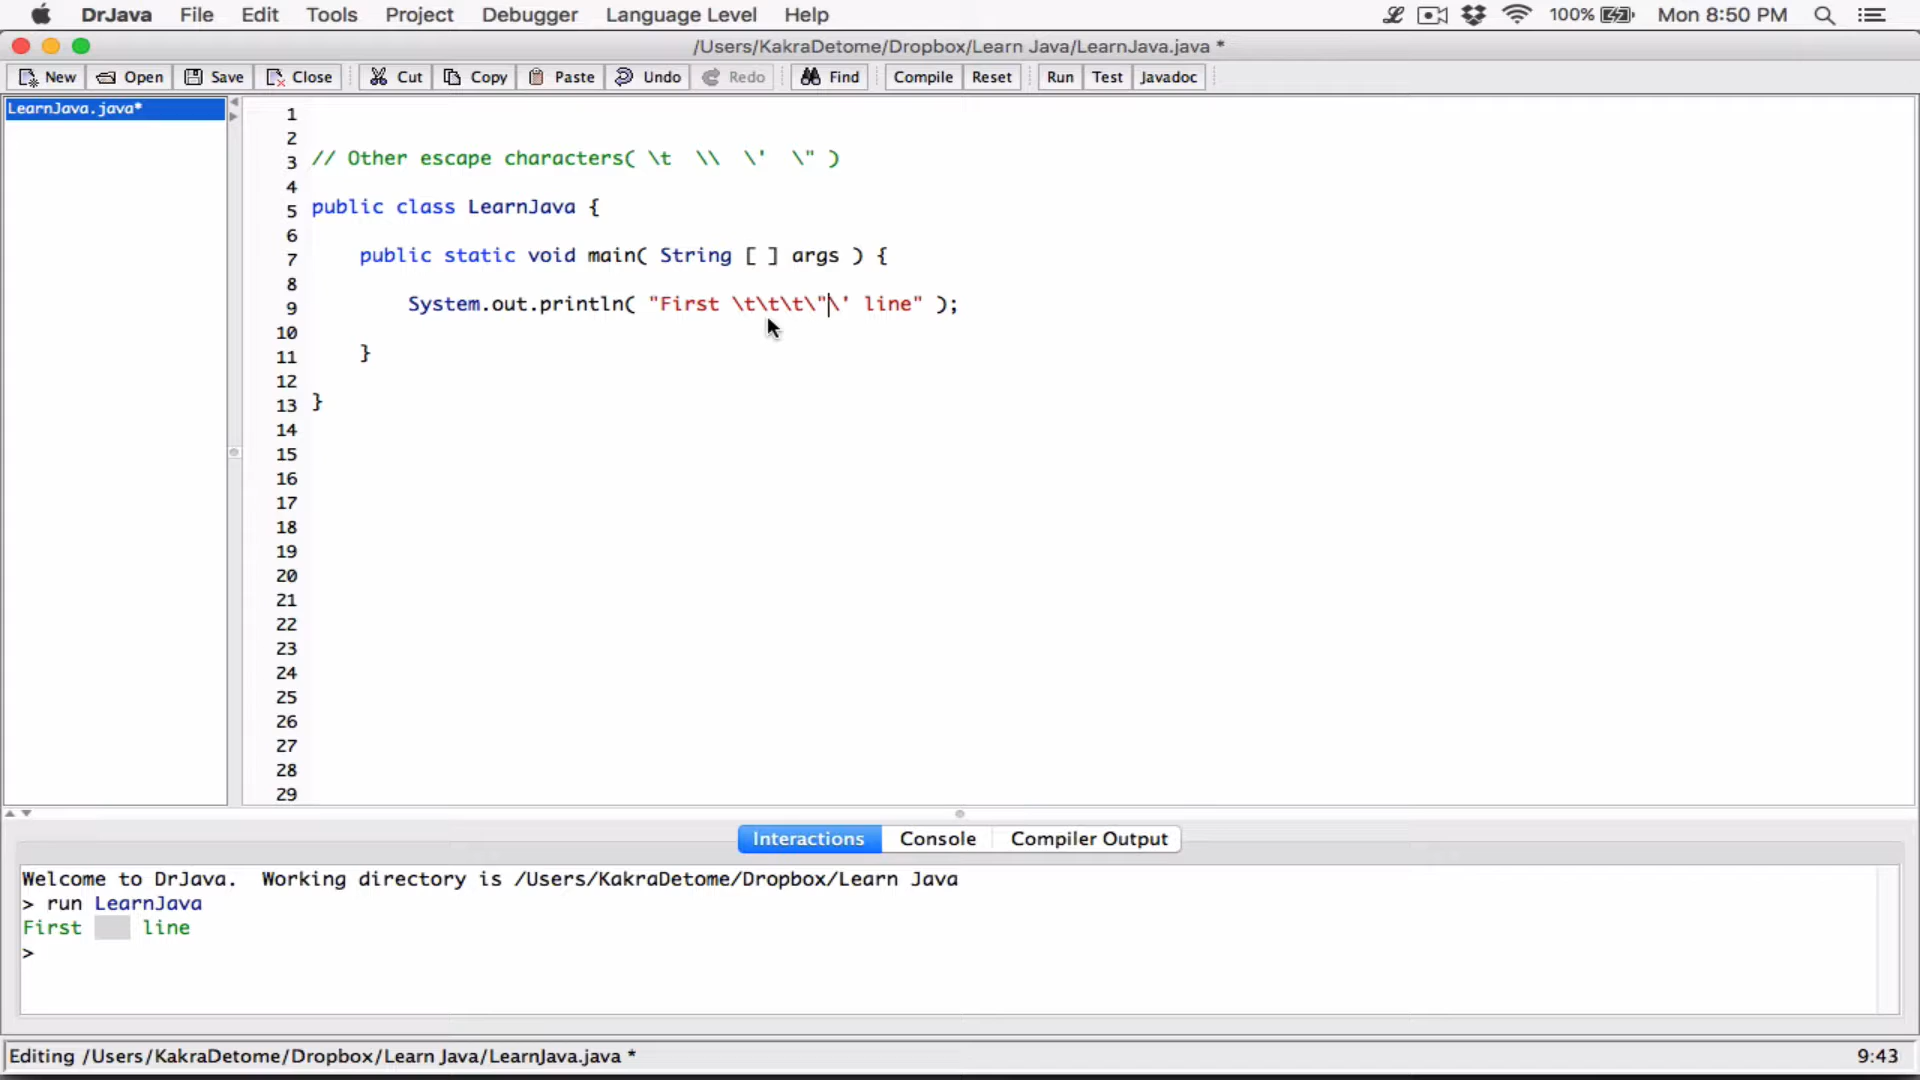 DrJava File Edit Tools Project Debugger Language Level Help 100% Mon 8:50 PM
/Users/KakraDetome/Dropbox/Learn Java/LearnJava.java *
New Open Save Close Cut Copy Paste Undo Redo Find Compile Reset Run Test Javadoc
LearnJava.java*
1
2
3 // Other escape characters( \t  \\  \'  \" )
4
5 public class LearnJava {
6
7     public static void main( String [ ] args ) {
8
9         System.out.println( "First \t\t\t\"\' line" );
10
11     }
12
13 }
14
15
16
17
18
19
20
21
22
23
24
25
26
27
28
29
Interactions Console Compiler Output
Welcome to DrJava.  Working directory is /Users/KakraDetome/Dropbox/Learn Java
> run LearnJava
First     line
>
Editing /Users/KakraDetome/Dropbox/Learn Java/LearnJava.java * 9:43